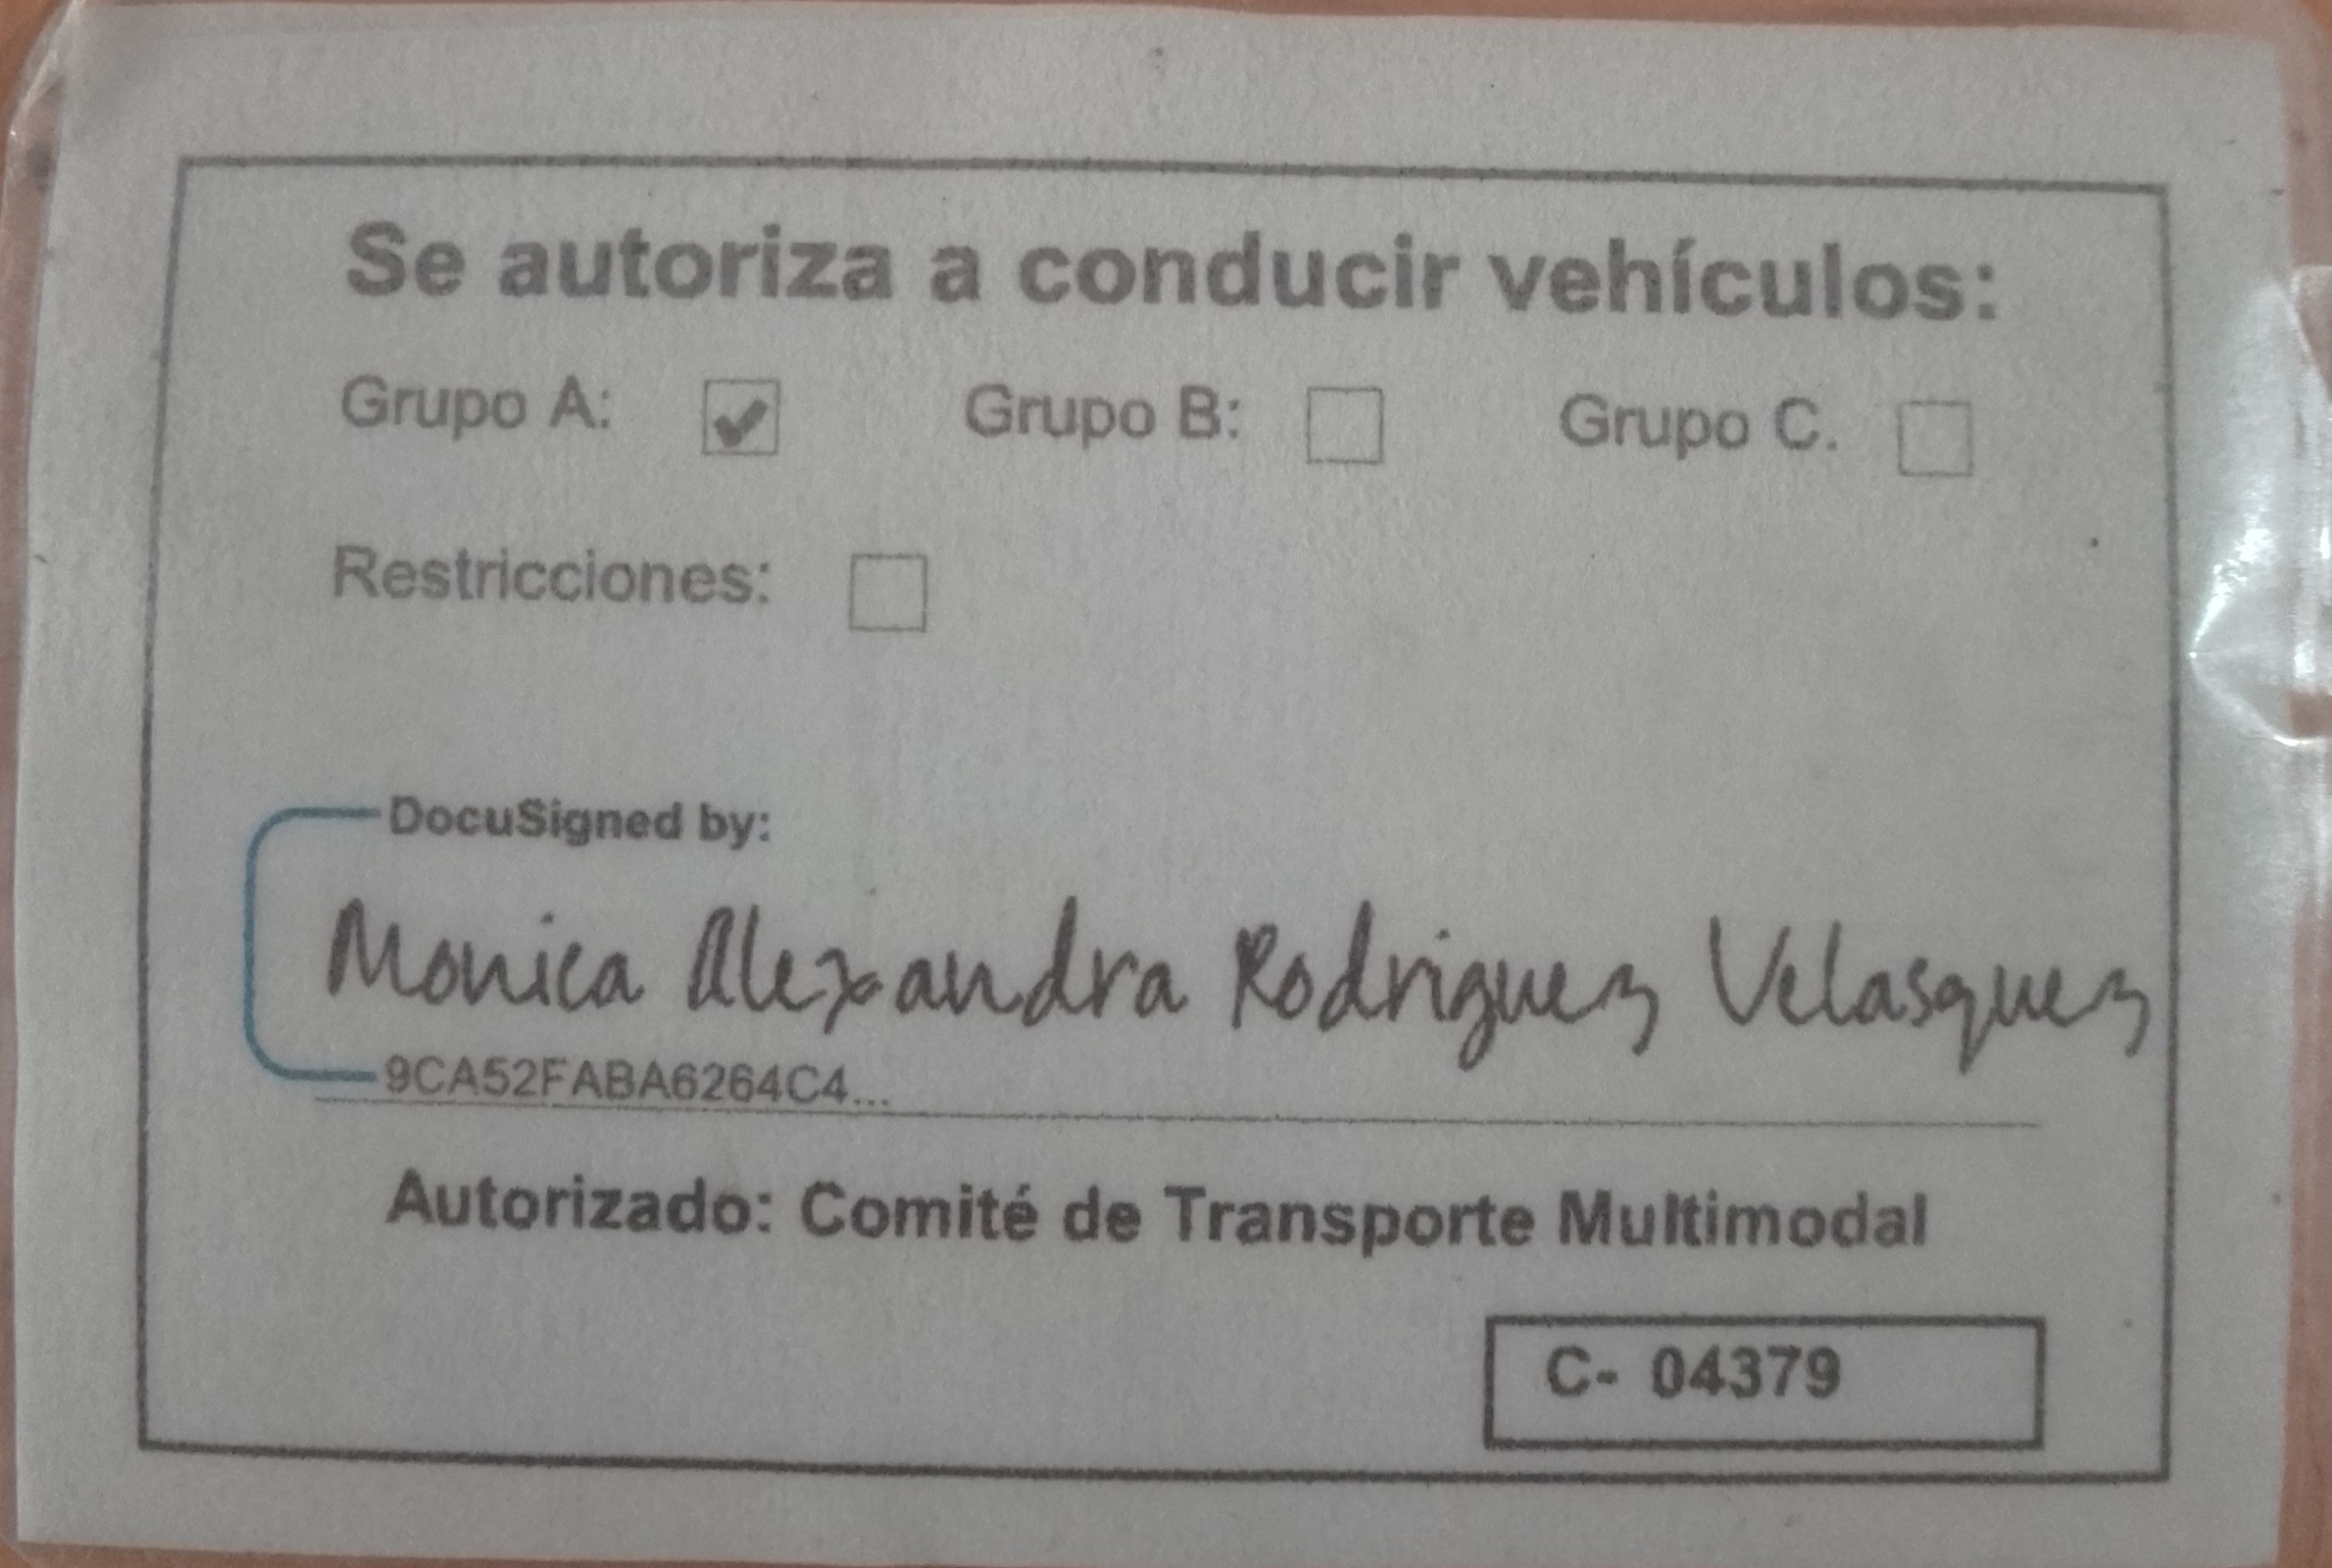 Se autoriza a conducir vehículos:
Grupo A: ✔ Grupo B: Grupo C.
Restricciones:
DocuSigned by:
Monica Alexandra Rodriguez Velasquez
9CA52FABA6264C4...
Autorizado: Comité de Transporte Multimodal
C- 04379